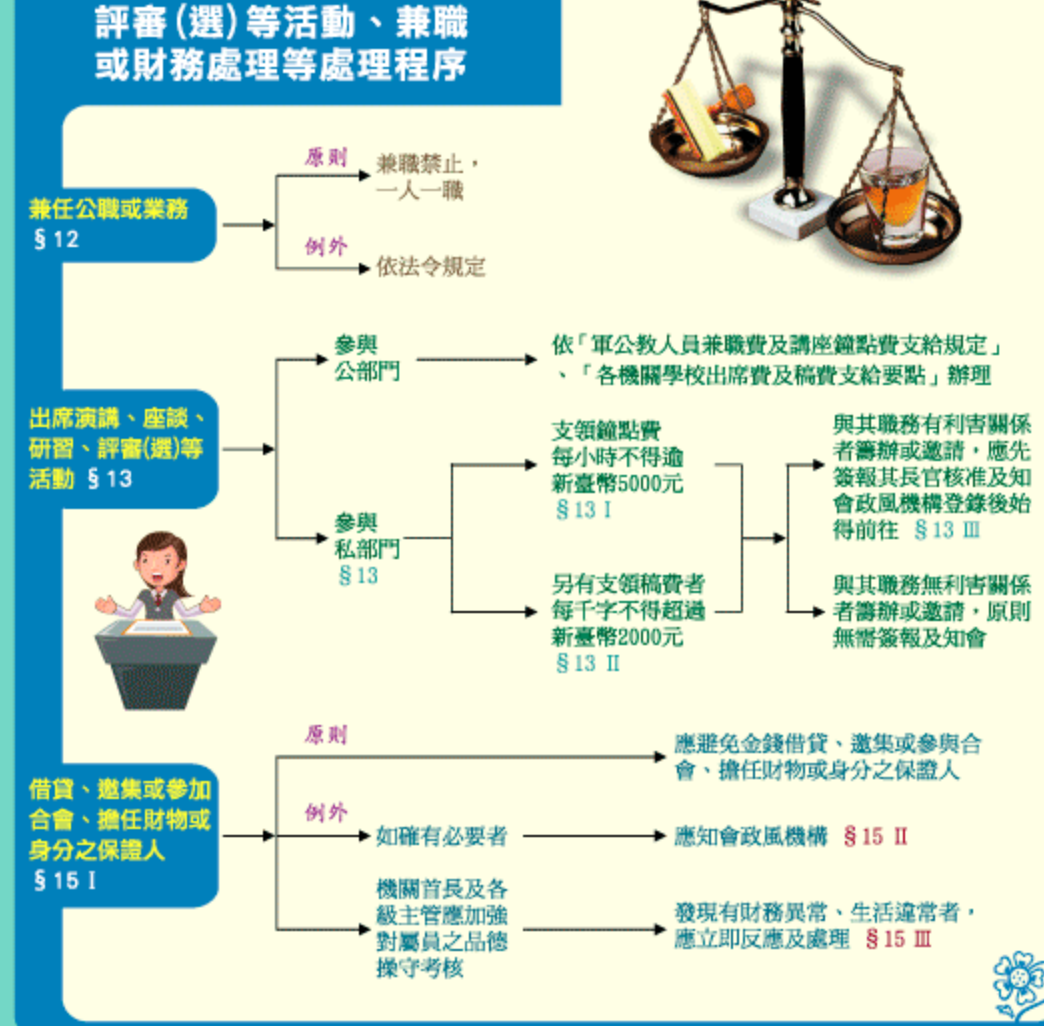 評審(選)等活動、兼職
或財務處理等處理程序
兼任公職或業務
§12
原則
兼職禁止，
一人一職
例外
依法令規定
出席演講、座談、
研習、評審(選)等
活動 §13
參與
公部門
依「軍公教人員兼職費及講座鐘點費支給規定」
、「各機關學校出席費及稿費支給要點」辦理
參與
私部門
§13
支領鐘點費
每小時不得逾
新臺幣5000元
§13 I
另有支領稿費者
每千字不得超過
新臺幣2000元
§13 II
與其職務有利害關係
者籌辦或邀請，應先
簽報其長官核准及知
會政風機構登錄後始
得前往 §13 III
與其職務無利害關係
者籌辦或邀請，原則
無需簽報及知會
借貸、邀集或參加
合會、擔任財物或
身分之保證人
§15 I
原則
應避免金錢借貸、邀集或參與合
會、擔任財物或身分之保證人
例外
如確有必要者
應知會政風機構 §15 II
機關首長及各
級主管應加強
對屬員之品德
操守考核
發現有財務異常、生活違常者，
應立即反應及處理 §15 III